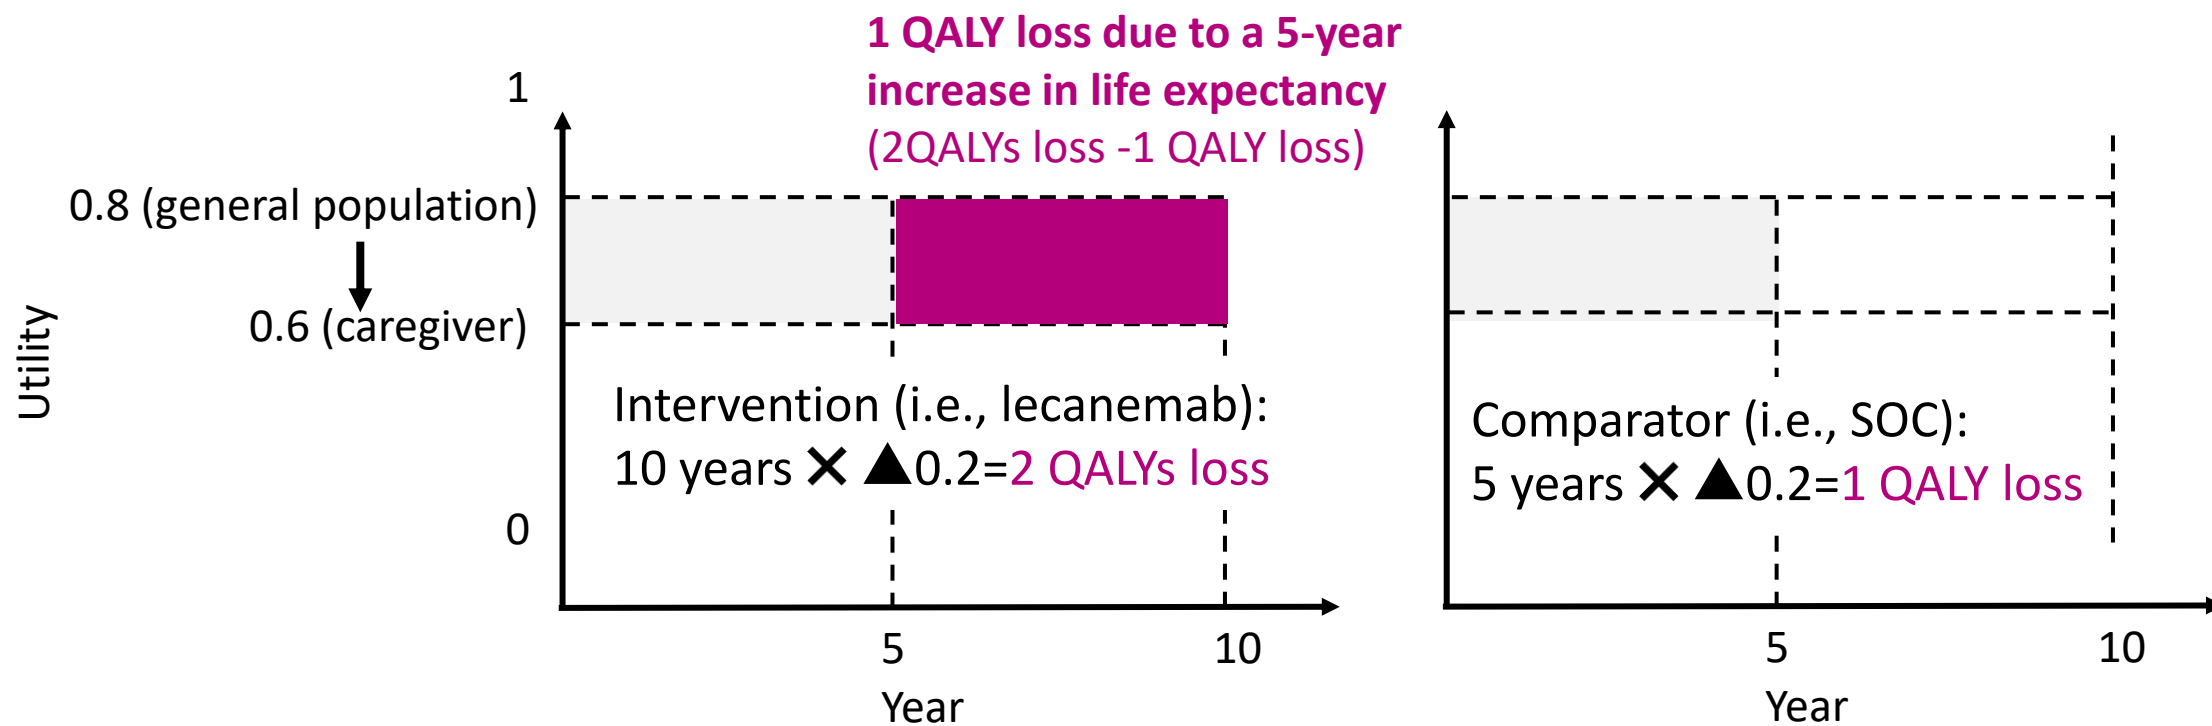 1 QALY loss due to a 5-year
increase in life expectancy
(2QALYs loss -1 QALY loss)
1
0.8 (general population)
0.6 (caregiver)
Utility
0
Intervention (i.e., lecanemab):
10 years ✕ ▲0.2=2 QALYs loss
5
10
Year
Comparator (i.e., SOC):
5 years ✕ ▲0.2=1 QALY loss
5
10
Year